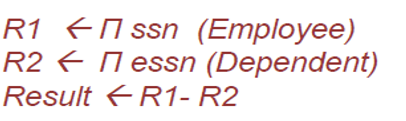 R1 ← Π ssn (Employee)
R2 ← Π essn (Dependent)
Result ← R1- R2